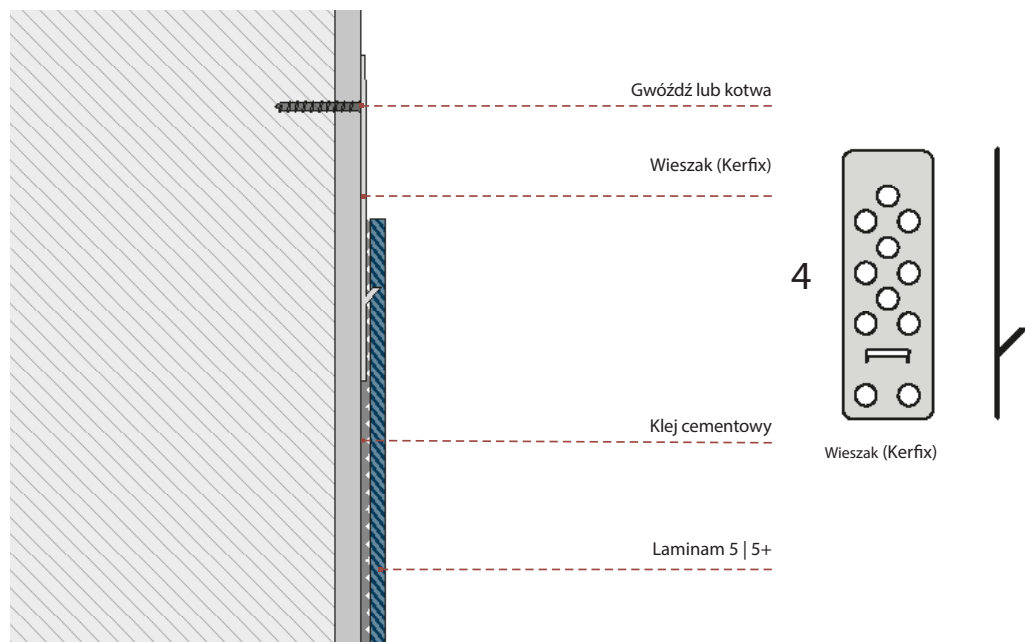 Gwóźdź lub kotwa
Wieszak (Kerfix)
4
Klej cementowy
Wieszak (Kerfix)
Laminam 5 | 5+